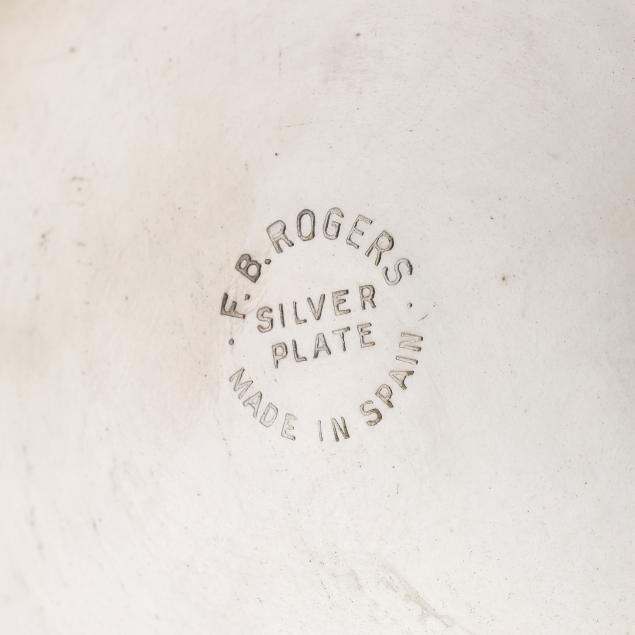 F.B.ROGERS.
SILVER
PLATE
MADE IN SPAIN